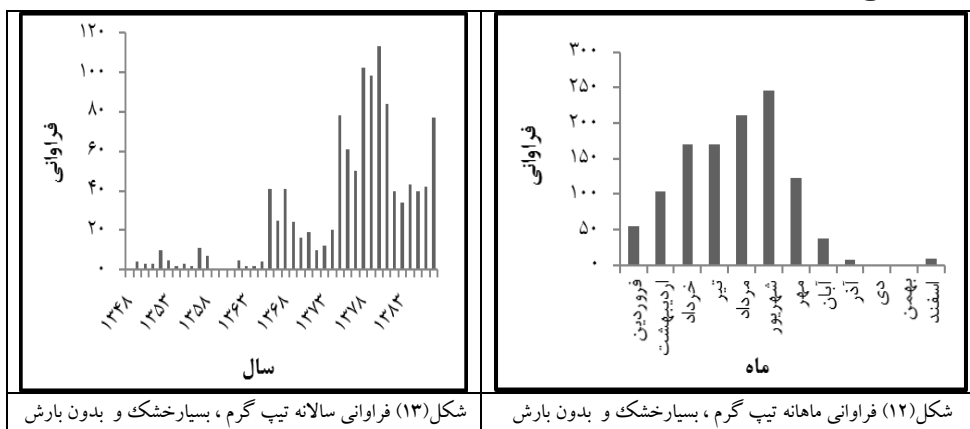 ۳۰۰
۲۵۰
۲۰۰
۱۵۰
۱۰۰
۵۰
۰
فراوانی
فروردین
اردیبهشت
خرداد
تیر
مرداد
شهریور
مهر
آبان
آذر
دی
بهمن
اسفند
ماه
شکل(۱۲) فراوانی ماهانه تیپ گرم ، بسیارخشک و بدون بارش
۱۲۰
۱۰۰
۸۰
۶۰
۴۰
۲۰
۰
فراوانی
۱۳۴۸
۱۳۵۳
۱۳۵۸
۱۳۶۳
۱۳۶۸
۱۳۷۳
۱۳۷۸
۱۳۸۳
سال
شکل(۱۳) فراوانی سالانه تیپ گرم ، بسیارخشک و بدون بارش